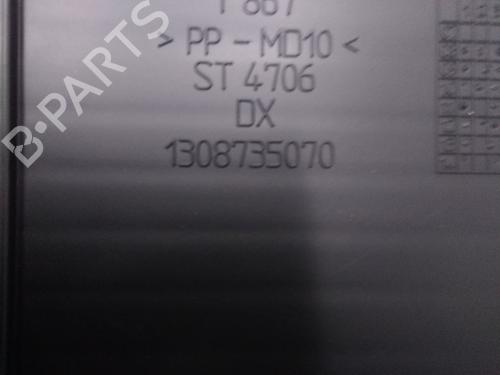 > PP - MD10 <
ST 4706
DX
1308735070
B-PARTS